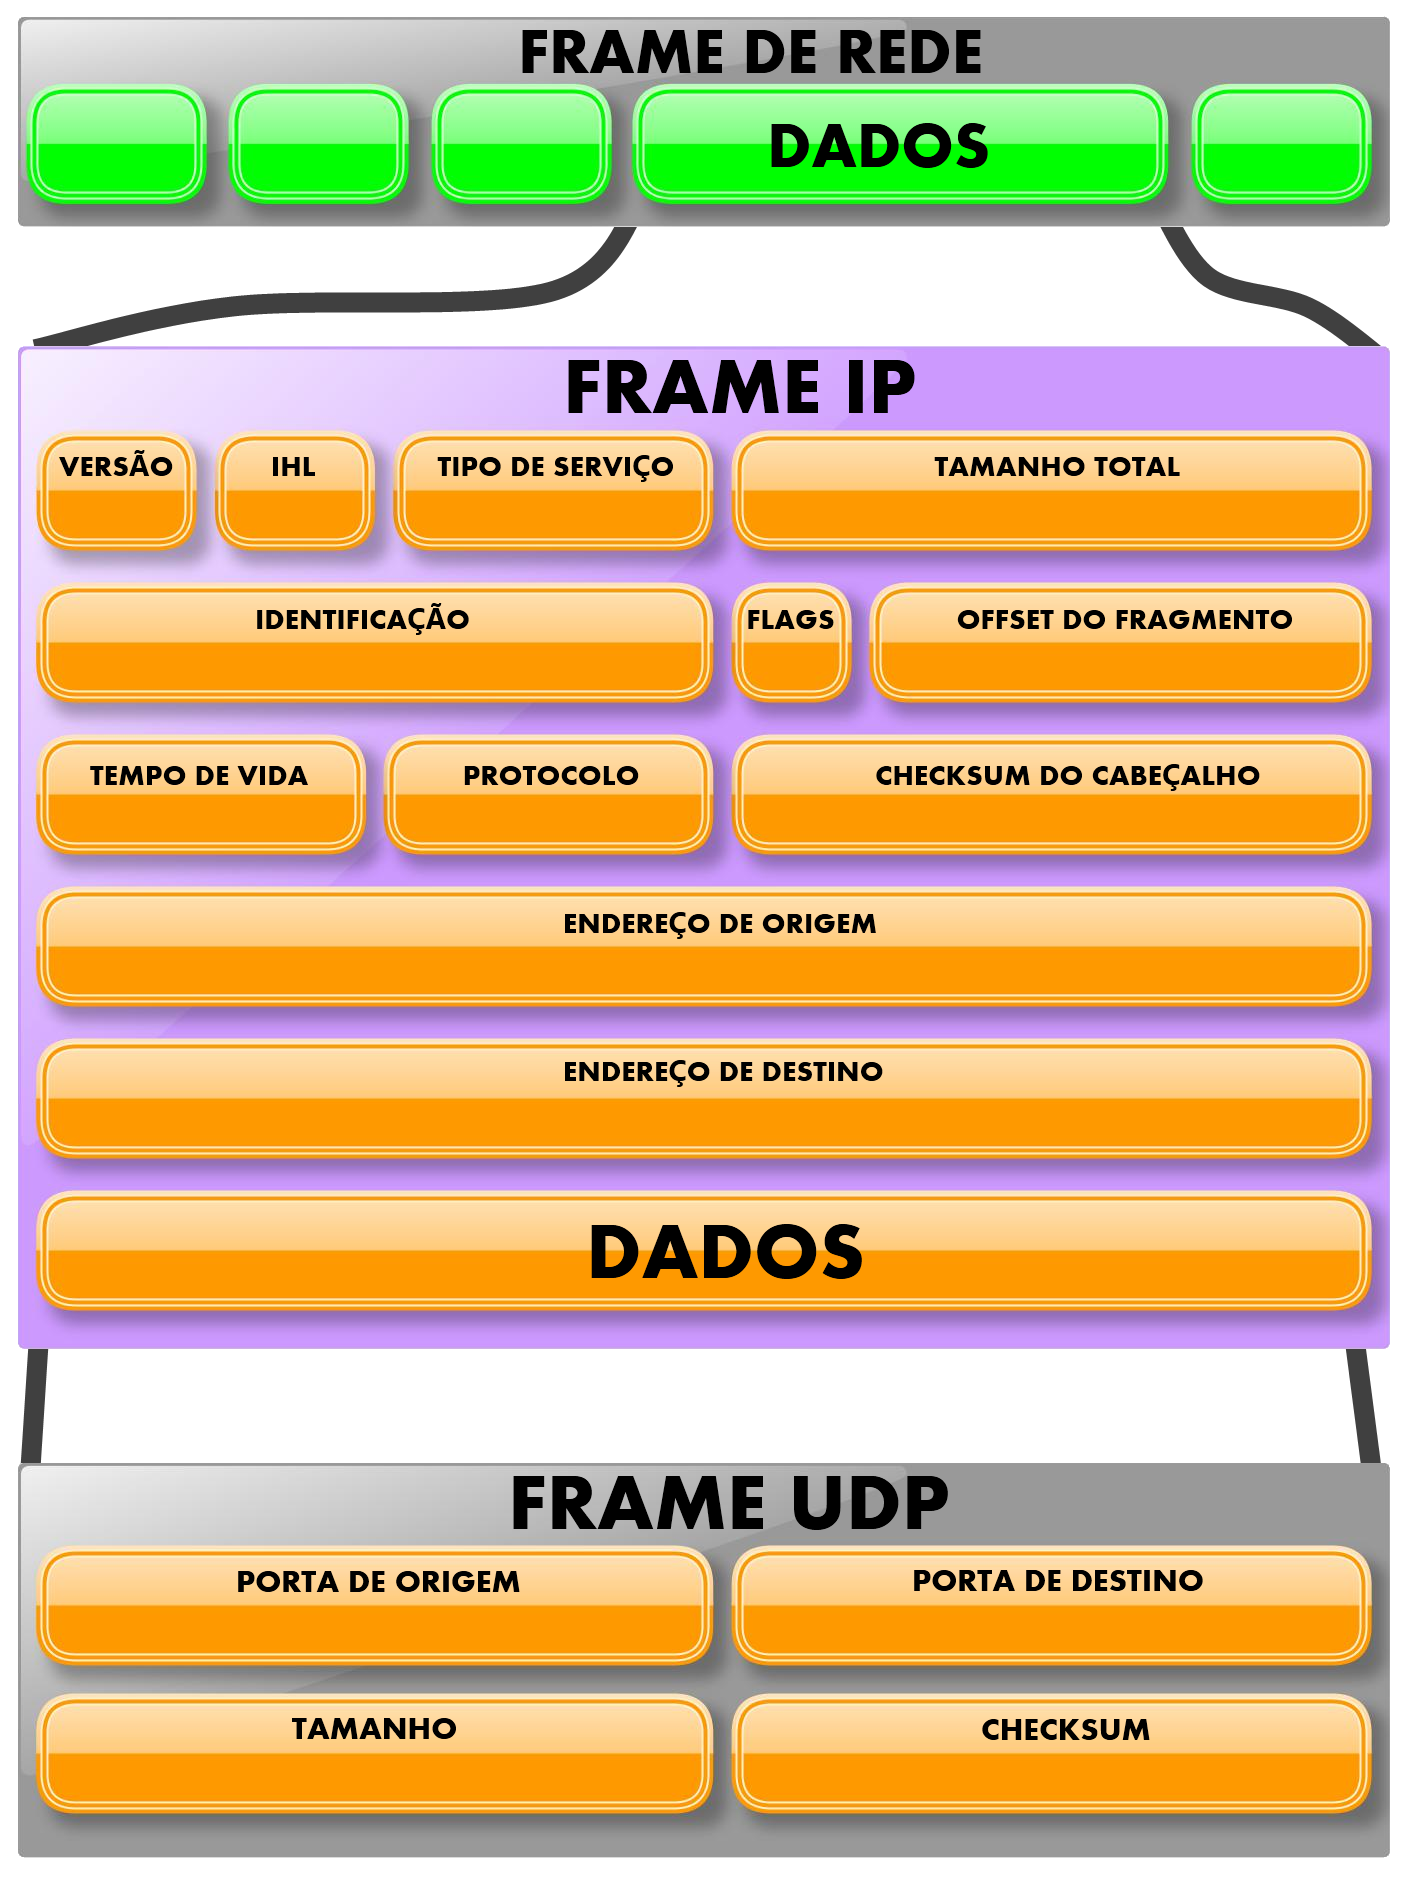 FRAME DE REDE
DADOS
FRAME IP
VERSÃO IHL TIPO DE SERVIÇO TAMANHO TOTAL
IDENTIFICAÇÃO FLAGS OFFSET DO FRAGMENTO
TEMPO DE VIDA PROTOCOLO CHECKSUM DO CABEÇALHO
ENDEREÇO DE ORIGEM
ENDEREÇO DE DESTINO
DADOS
FRAME UDP
PORTA DE ORIGEM PORTA DE DESTINO
TAMANHO CHECKSUM